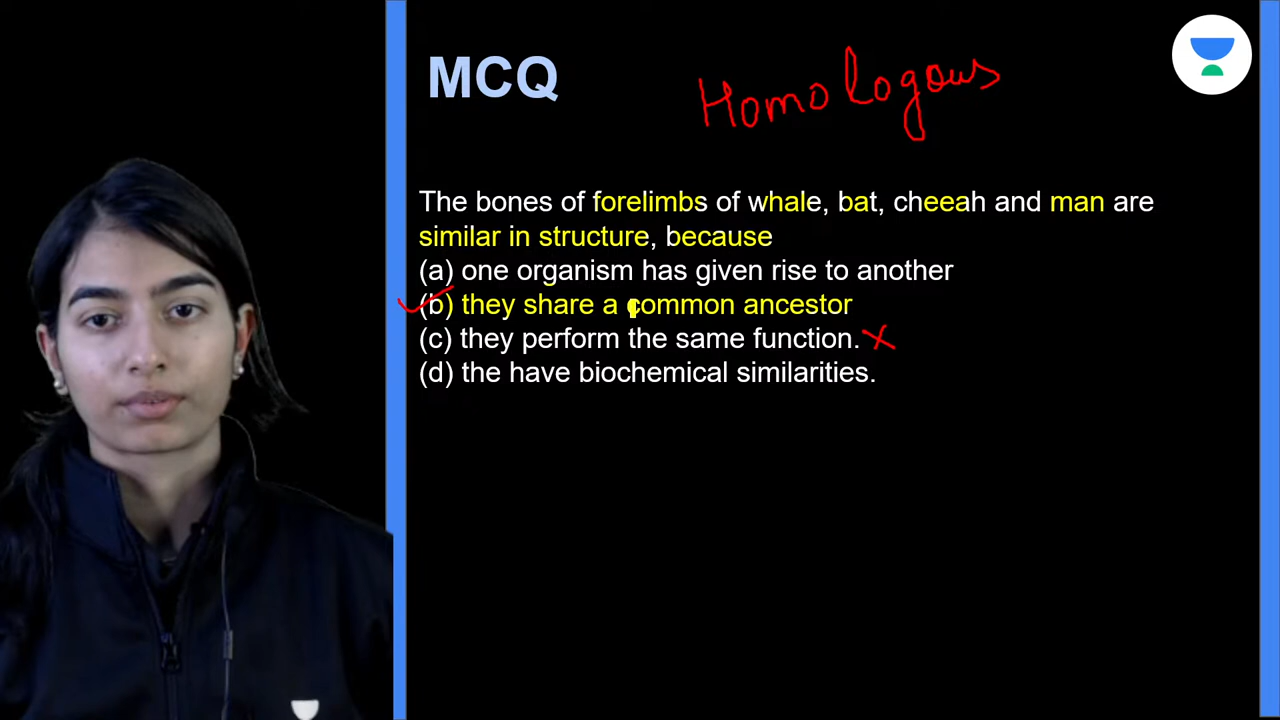 MCQ
Homologous
The bones of forelimbs of whale, bat, cheeah and man are
similar in structure, because
(a) one organism has given rise to another
(b) they share a common ancestor
(c) they perform the same function.
(d) the have biochemical similarities.